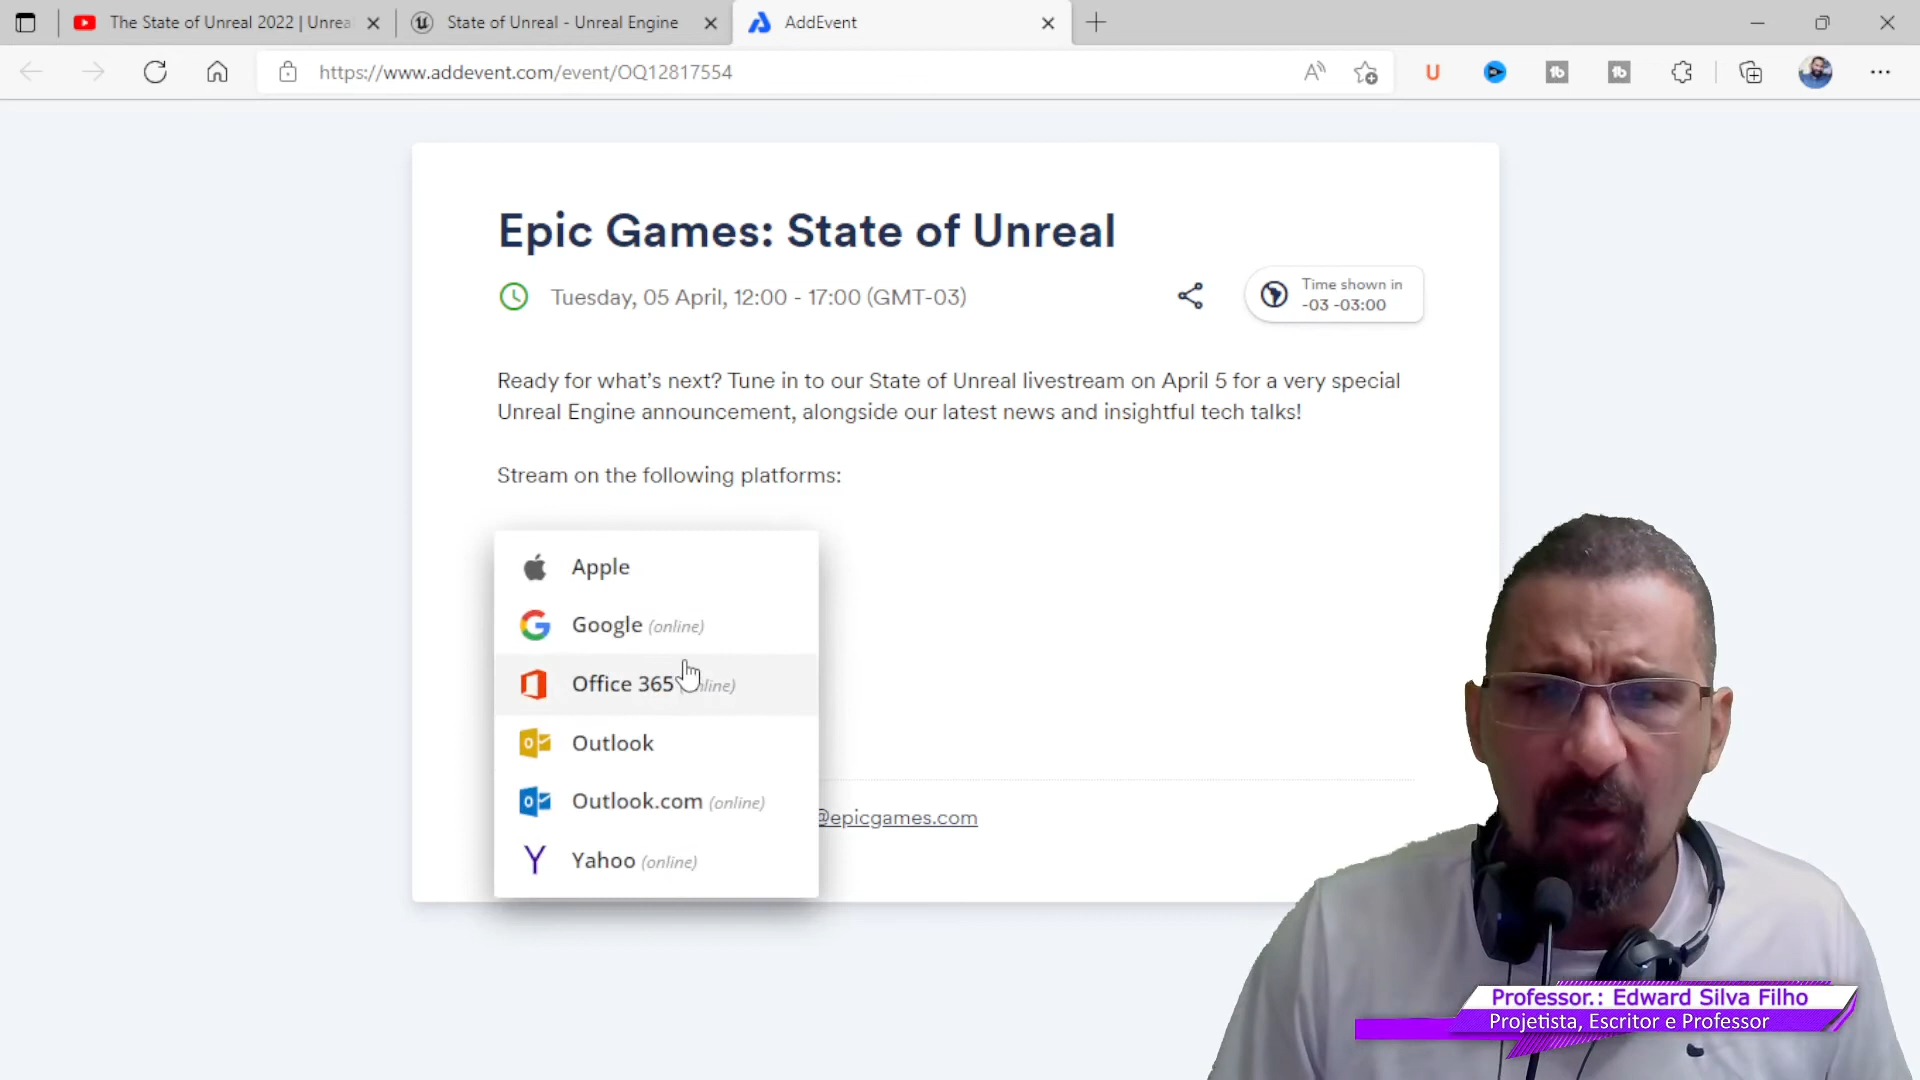 The State of Unreal 2022 | Unrea
State of Unreal - Unreal Engine
AddEvent
https://www.addevent.com/event/OQ12817554
Epic Games: State of Unreal
Tuesday, 05 April, 12:00 - 17:00 (GMT-03)
Time shown in
-03 -03:00
Ready for what's next? Tune in to our State of Unreal livestream on April 5 for a very special
Unreal Engine announcement, alongside our latest news and insightful tech talks!
Stream on the following platforms:
Apple
Google (online)
Office 365 nline)
Outlook
Outlook.com (online)
@epicgames.com
Yahoo (online)
Professor.: Edward Silva Filho
Projetista, Escritor e Professor